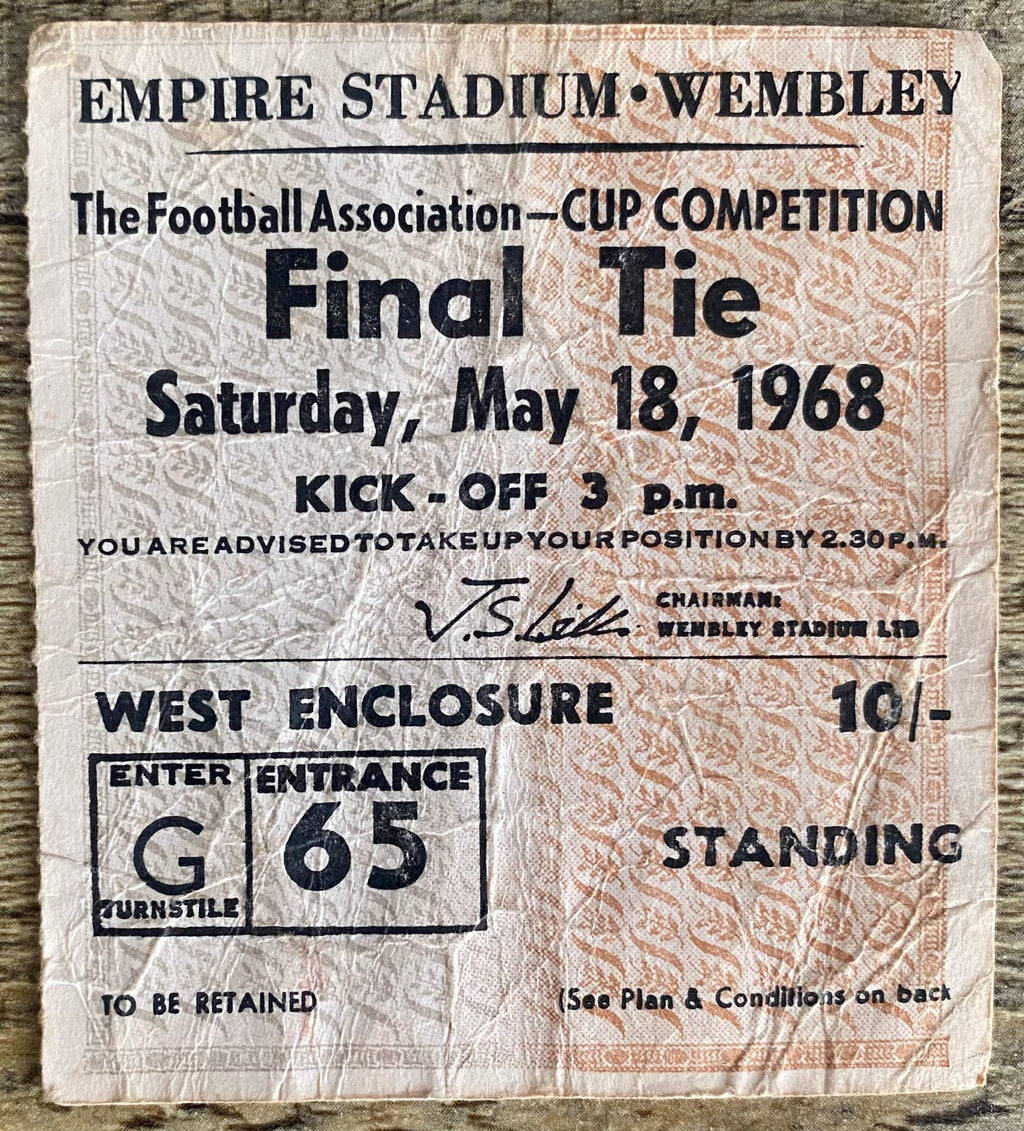 EMPIRE STADIUM • WEMBLEY
The Football Association — CUP COMPETITION
Final Tie
Saturday, May 18, 1968
KICK - OFF 3 p.m.
YOU ARE ADVISED TO TAKE UP YOUR POSITION BY 2.30 P.M.
J.S.
CHAIRMAN:
WEMBLEY STADIUM LTD
WEST ENCLOSURE 10/-
ENTER ENTRANCE
G 65
TURNSTILE
STANDING
TO BE RETAINED (See Plan & Conditions on back